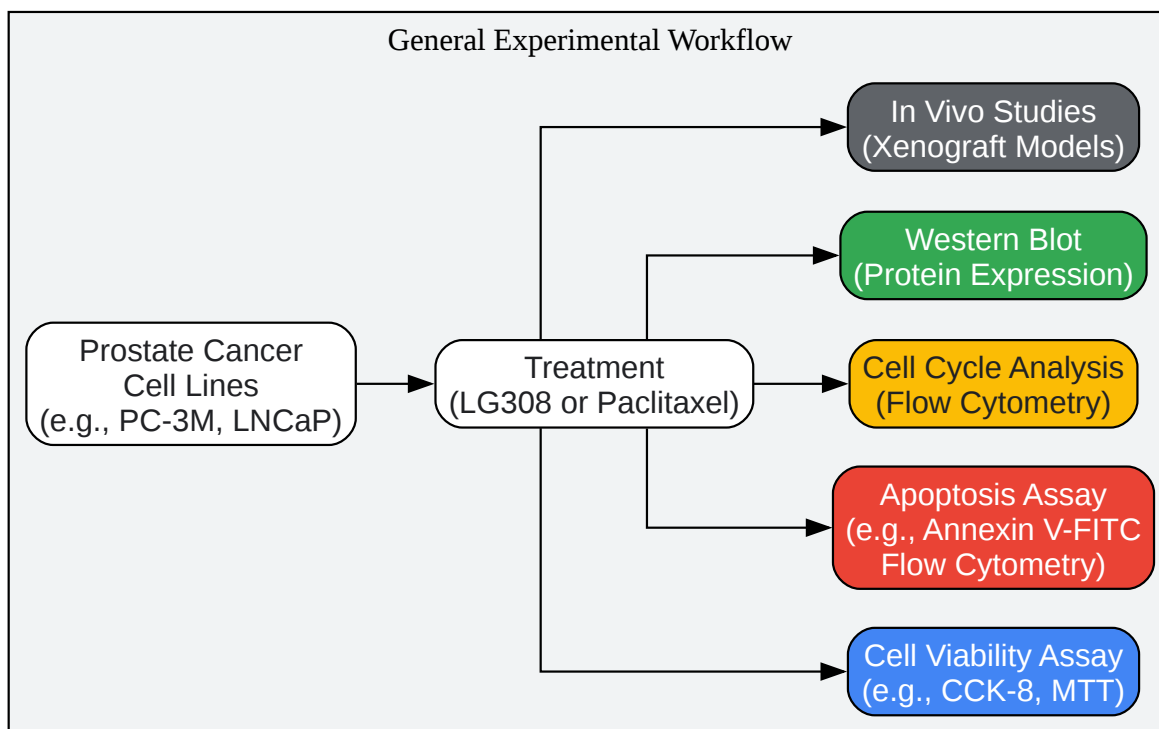 General Experimental Workflow
In Vivo Studies
(Xenograft Models)
Western Blot
(Protein Expression)
Prostate Cancer
Cell Lines
(e.g., PC-3M, LNCaP)
Treatment
(LG308 or Paclitaxel)
Cell Cycle Analysis
(Flow Cytometry)
Apoptosis Assay
(e.g., Annexin V-FITC
Flow Cytometry)
Cell Viability Assay
(e.g., CCK-8, MTT)